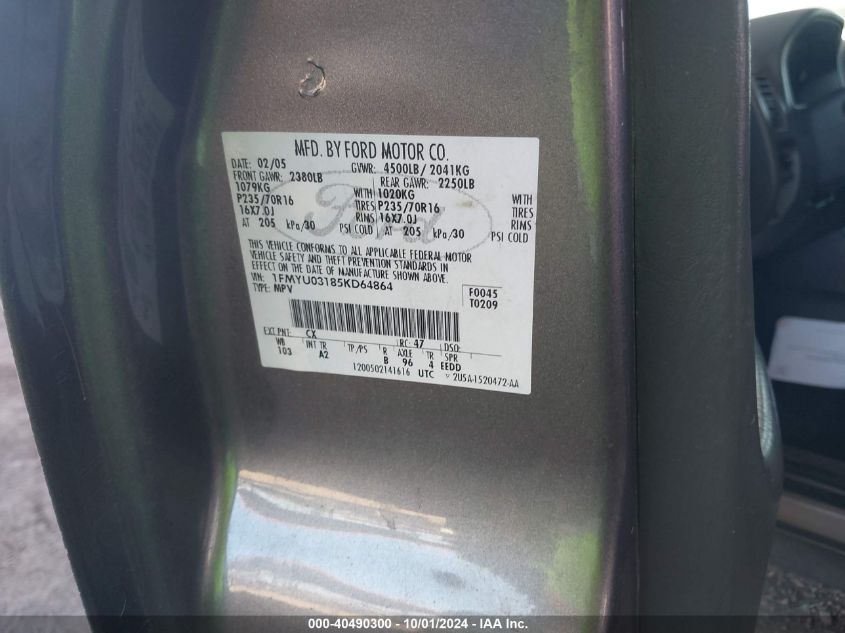 MFD. BY FORD MOTOR CO.
DATE: 02/05 GVWR: 4500LB/ 2041KG
FRONT GAWR: 2380LB REAR GAWR: 2250LB
1079KG WITH 1020KG WITH
P235/70R16 TIRES P235/70R16 TIRES
16X7.0J RIMS 16X7.0J RIMS
AT 205 kPa/30 PSI COLD AT 205 kPa/30 PSI COLD
Ford
THIS VEHICLE CONFORMS TO ALL APPLICABLE FEDERAL MOTOR
VEHICLE SAFETY AND THEFT PREVENTION STANDARDS IN
EFFECT ON THE DATE OF MANUFACTURE SHOWN ABOVE.
VIN: 1FMYU03185KD64864 F0045
TYPE: MPV T0209
EXT PNT: CX RC: 47 DSO:
WB INT TR TP/PS R AXLE TR SPR
103 A2 B 96 4 EEDD
1200502141616 UTC 2U5A-1520472-AA
000-40490300 - 10/01/2024 - IAA Inc.